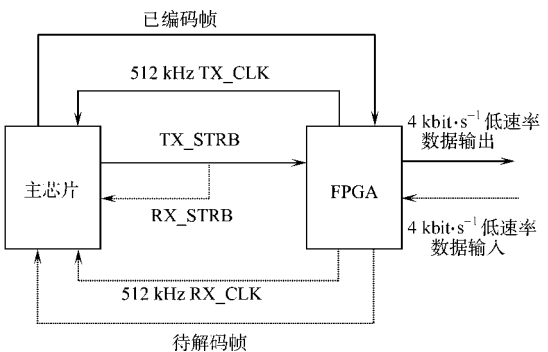 已编码帧
512 kHz TX_CLK
TX_STRB
主芯片
RX_STRB
FPGA
4 kbit·s⁻¹ 低速率
数据输出
4 kbit·s⁻¹ 低速率
数据输入
512 kHz RX_CLK
待解码帧